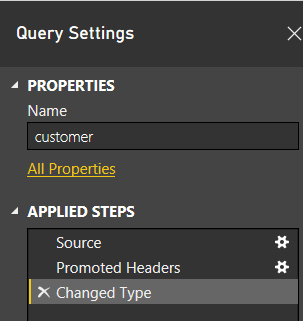 Query Settings
PROPERTIES
Name
customer
All Properties
APPLIED STEPS
Source
Promoted Headers
Changed Type